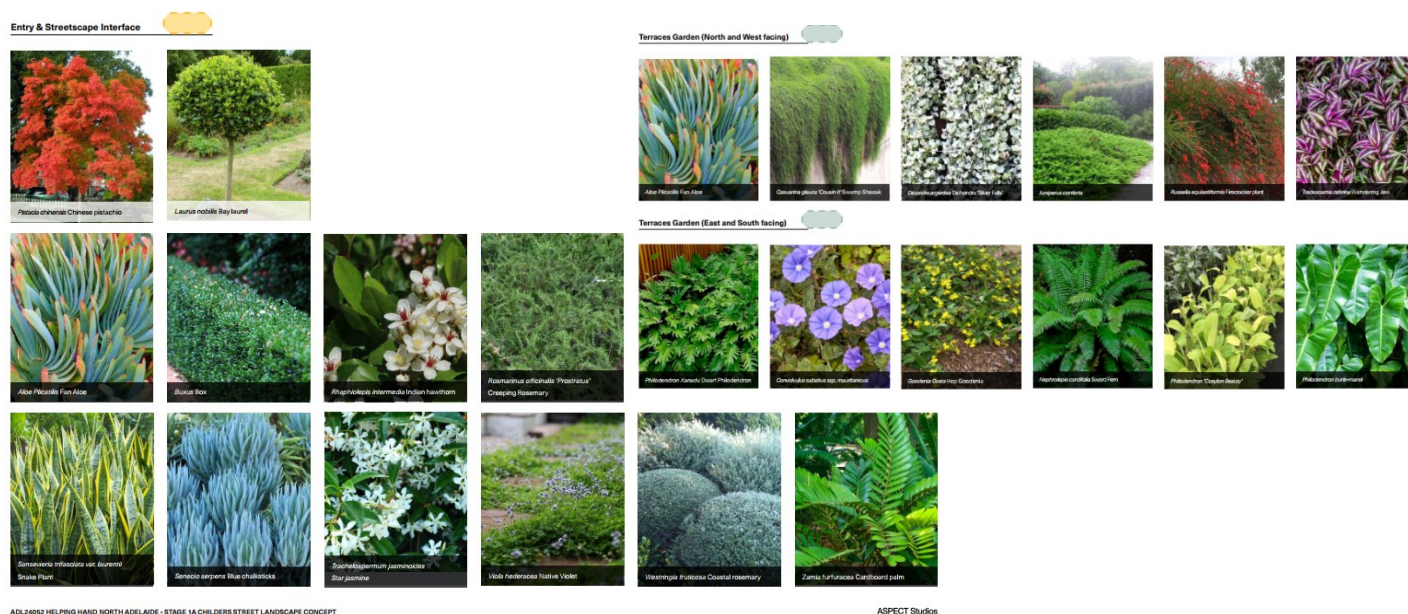 Entry & Streetscape Interface
Pistacia chinensis Chinese pistachio
Laurus nobilis Bay laurel
Aloe Plicatilis Fan Aloe
Buxus Box
Rhaphiolepis intermedia Indian hawthorn
Rosmarinus officinalis 'Prostratus'
Creeping Rosemary
Sansevieria trifasciata var. laurentii
Snake Plant
Senecio serpens Blue chalksticks
Trachelospermum jasminoides
Star jasmine
Viola hederacea Native Violet
Westringia fruticosa Coastal rosemary
Zamia furfuracea Cardboard palm
Terraces Garden (North and West facing)
Aloe Plicatilis Fan Aloe
Casuarina glauca 'Cousin It' Swamp Sheoak
Dicondra argentea Dichondra 'Silver Falls'
Juniperus conferta
Russelia equisetiformis Firecracker plant
Tradescantia zebrina Wandering Jew
Terraces Garden (East and South facing)
Philodendron Xanadu Dwarf Philodendron
Convolvulus sabatius ssp. mauritanicus
Goodenia Ovata Hop Goodenia
Nephrolepis cordifolia Sword Fern
Philodendron 'Ceylon Beauty'
Philodendron burle-marxii
ADL24052 HELPING HAND NORTH ADELAIDE - STAGE 1A CHILDERS STREET LANDSCAPE CONCEPT
ASPECT Studios